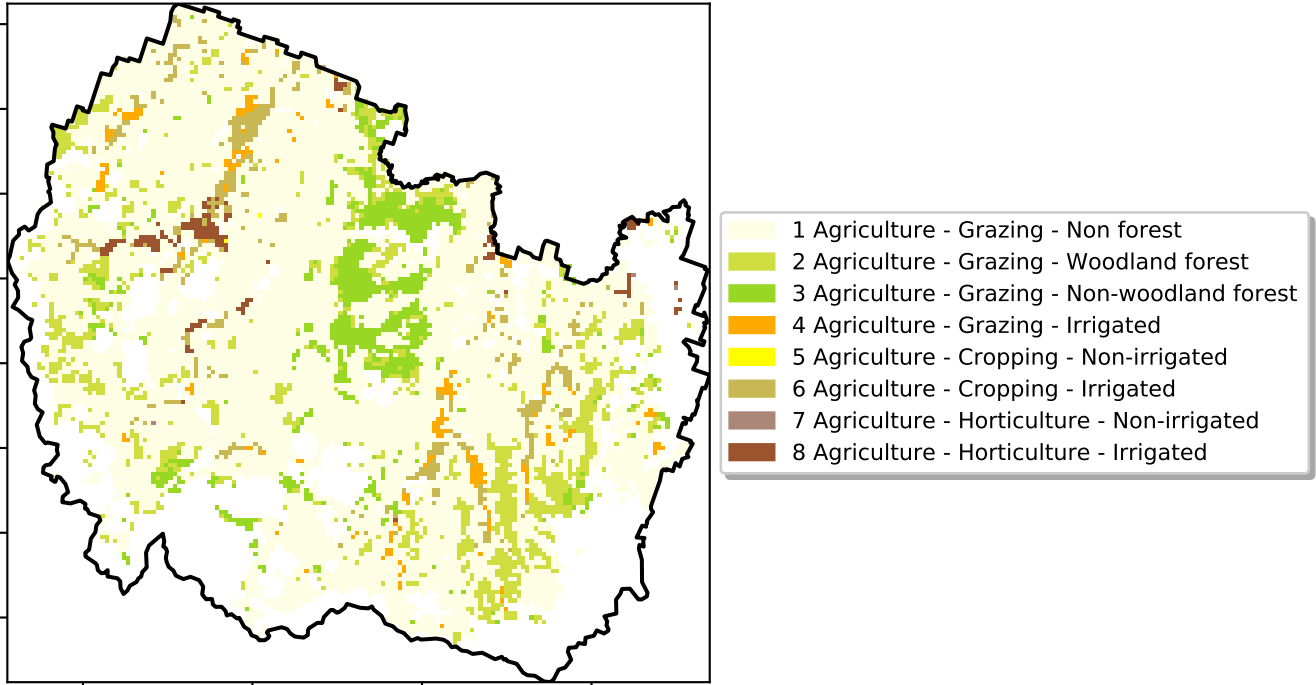 1 Agriculture - Grazing - Non forest
2 Agriculture - Grazing - Woodland forest
3 Agriculture - Grazing - Non-woodland forest
4 Agriculture - Grazing - Irrigated
5 Agriculture - Cropping - Non-irrigated
6 Agriculture - Cropping - Irrigated
7 Agriculture - Horticulture - Non-irrigated
8 Agriculture - Horticulture - Irrigated